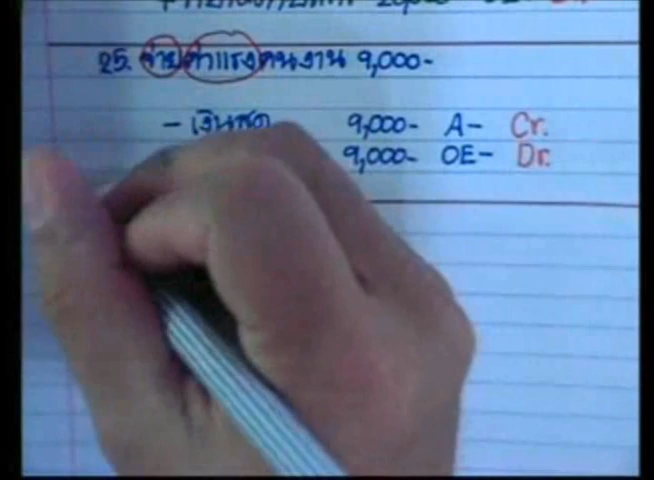 25. จ่ายค่าแรงคนงาน 9,000-
- เงินสด 9,000- A- Cr.
9,000- OE- Dr.